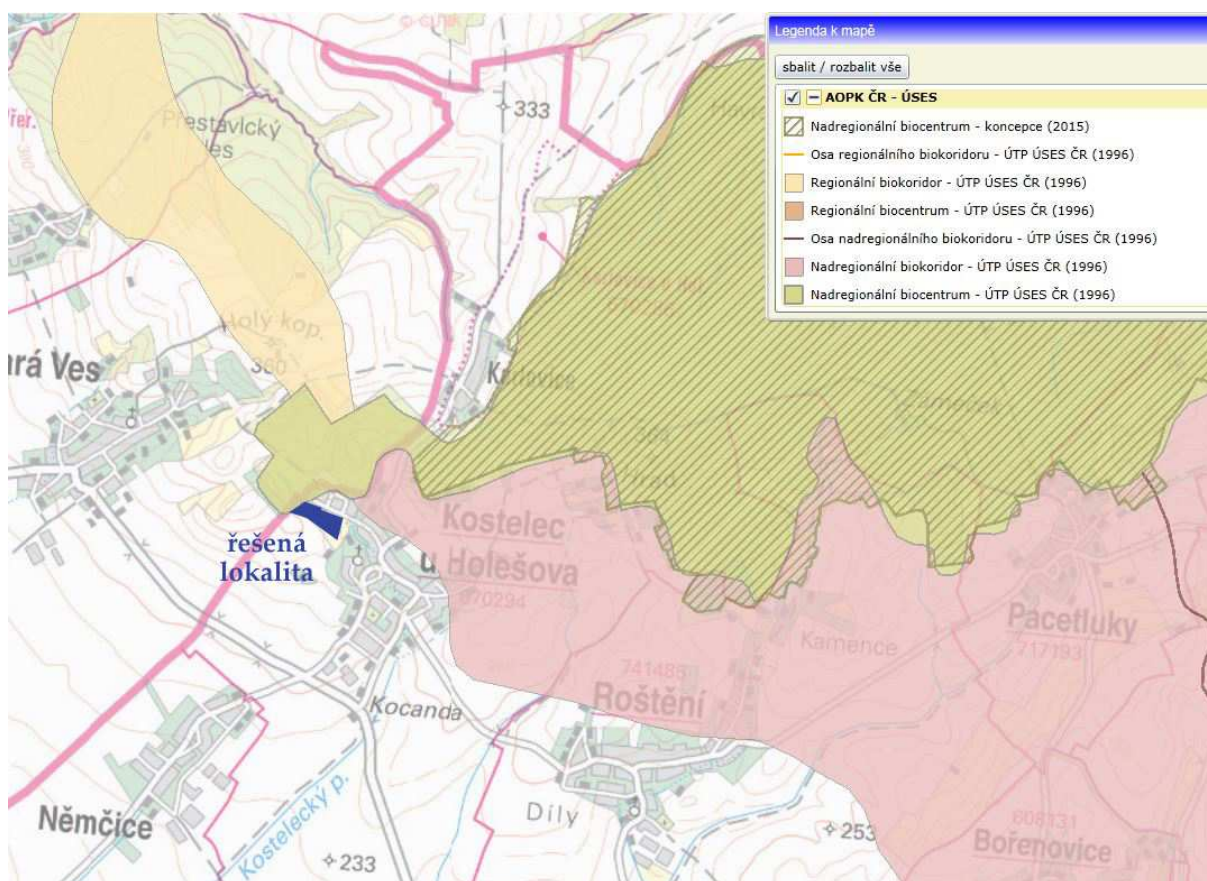 Legenda k mapě
sbalit / rozbalit vše
AOPK ČR - ÚSES
Nadregionální biocentrum - koncepce (2015)
Osa regionálního biokoridoru - ÚTP ÚSES ČR (1996)
Regionální biokoridor - ÚTP ÚSES ČR (1996)
Regionální biocentrum - ÚTP ÚSES ČR (1996)
Osa nadregionálního biokoridoru - ÚTP ÚSES ČR (1996)
Nadregionální biokoridor - ÚTP ÚSES ČR (1996)
Nadregionální biocentrum - ÚTP ÚSES ČR (1996)
333
Přestavlcký
les
Holý kop.
360
ará Ves
řešená
lokalita
Kostelec
u Holešova
670294
Kamence
Pacetluky
717193
741485
Roštění
Kocanda
Kostelecký p.
Němčice
Díly
233
253
608131
Bořenovice